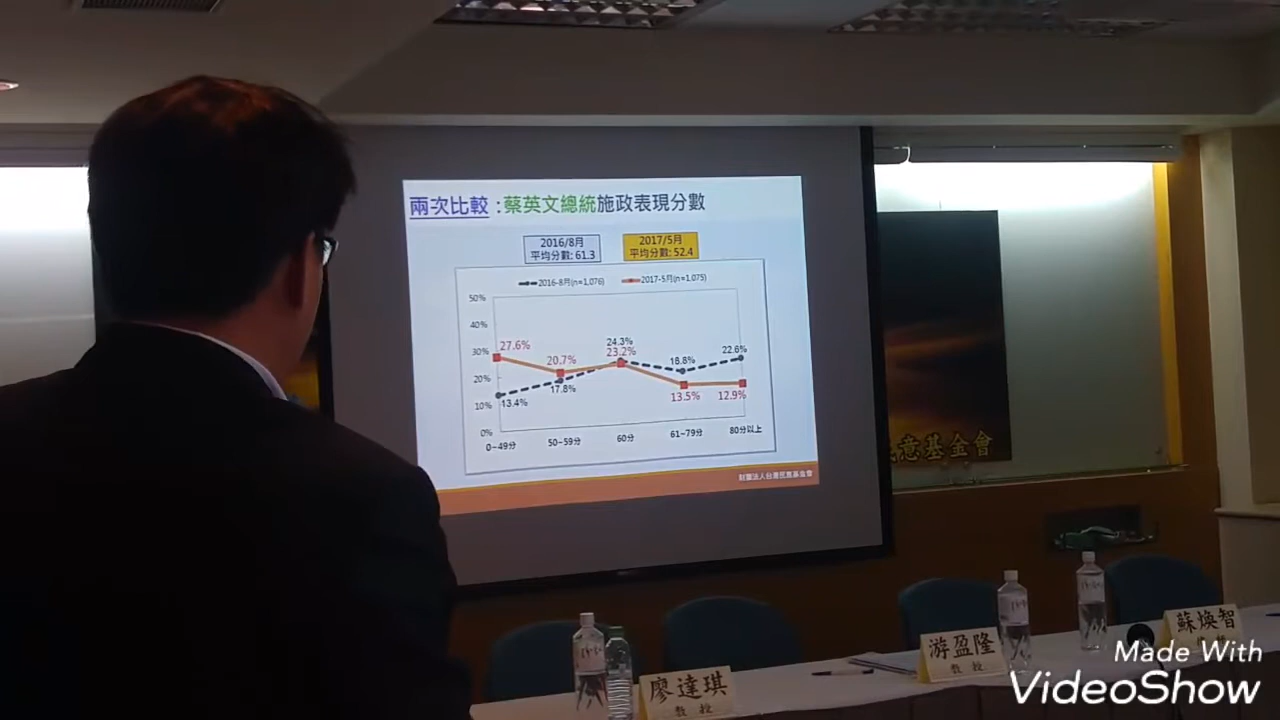 兩次比較 :蔡英文總統施政表現分數
2016/8月
平均分數: 61.3
2017/5月
平均分數: 52.4
2016-8月(n=1,076)
2017-5月(n=1,075)
50%
40%
30%
20%
10%
0%
27.6%
20.7%
24.3%
23.2%
18.8%
22.6%
13.4%
17.8%
13.5%
12.9%
0~49分
50~59分
60分
61~79分
80分以上
財團法人台灣民意基金會
意基金會
廖達琪
教授
游盈隆
教授
蘇煥智
Made With
VideoShow